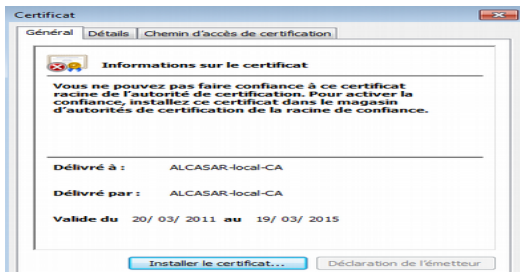 Certificat
Général Détails Chemin d'accès de certification
Informations sur le certificat
Vous ne pouvez pas faire confiance à ce certificat
racine de l'autorité de certification. Pour activer la
confiance, installez ce certificat dans le magasin
d'autorités de certification de la racine de confiance.
Délivré à : ALCASAR-local-CA
Délivré par : ALCASAR-local-CA
Valide du 20/ 03/ 2011 au 19/ 03/ 2015
Installer le certificat... Déclaration de l'émetteur